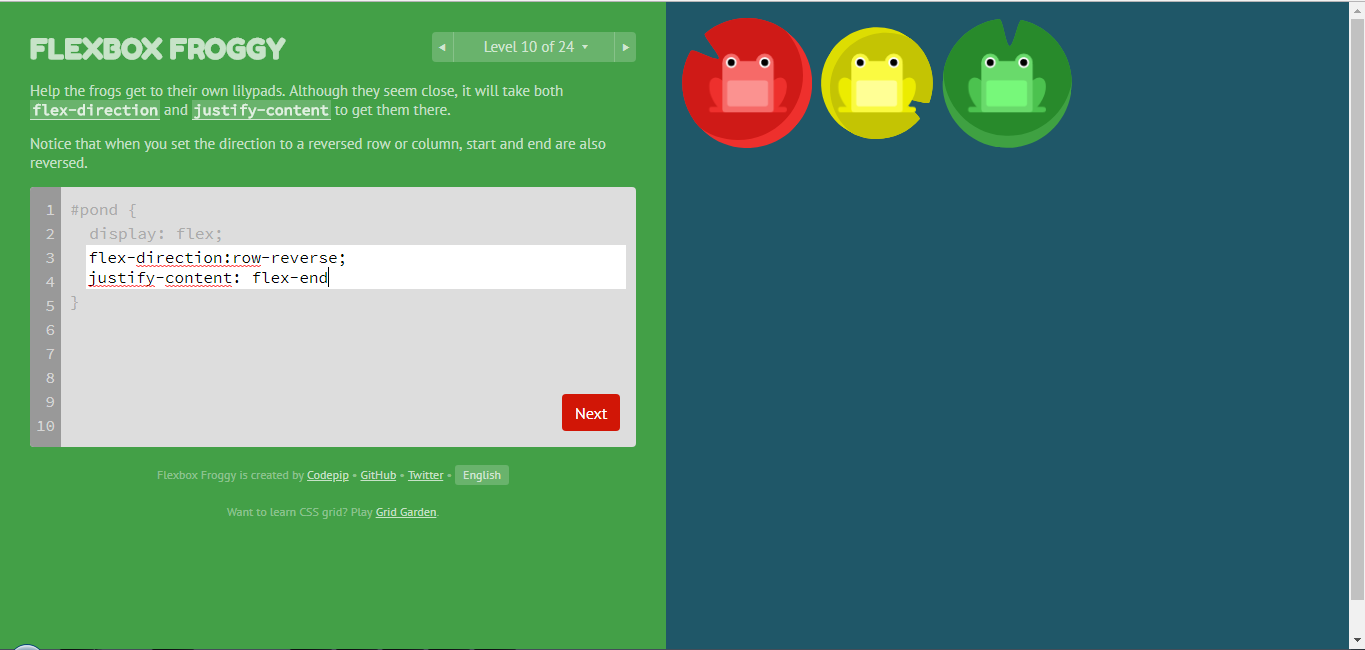 FLEXBOX FROGGY
Level 10 of 24
Help the frogs get to their own lilypads. Although they seem close, it will take both
flex-direction and justify-content to get them there.
Notice that when you set the direction to a reversed row or column, start and end are also
reversed.
1 #pond {
2 display: flex;
3 flex-direction:row-reverse;
4 justify-content: flex-end
5 }
6
7
8
9
10
Next
Flexbox Froggy is created by Codepip • GitHub • Twitter • English
Want to learn CSS grid? Play Grid Garden.